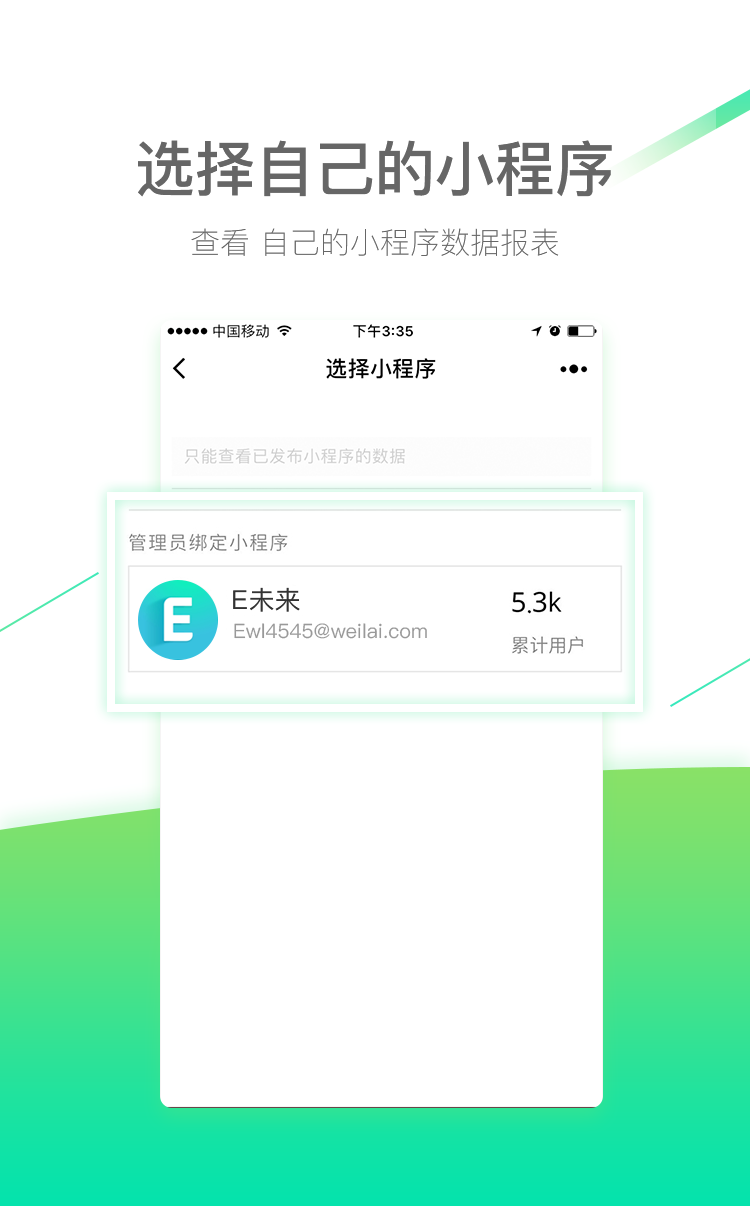 选择自己的小程序
查看 自己的小程序数据报表
中国移动 下午3:35
选择小程序
只能查看已发布小程序的数据
管理员绑定小程序
E
E未来 5.3k
Ewl4545@weilai.com 累计用户